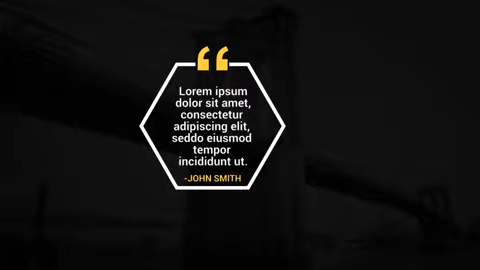 ❝
Lorem ipsum
dolor sit amet,
consectetur
adipiscing elit,
seddo eiusmod
tempor
incididunt ut.
-JOHN SMITH